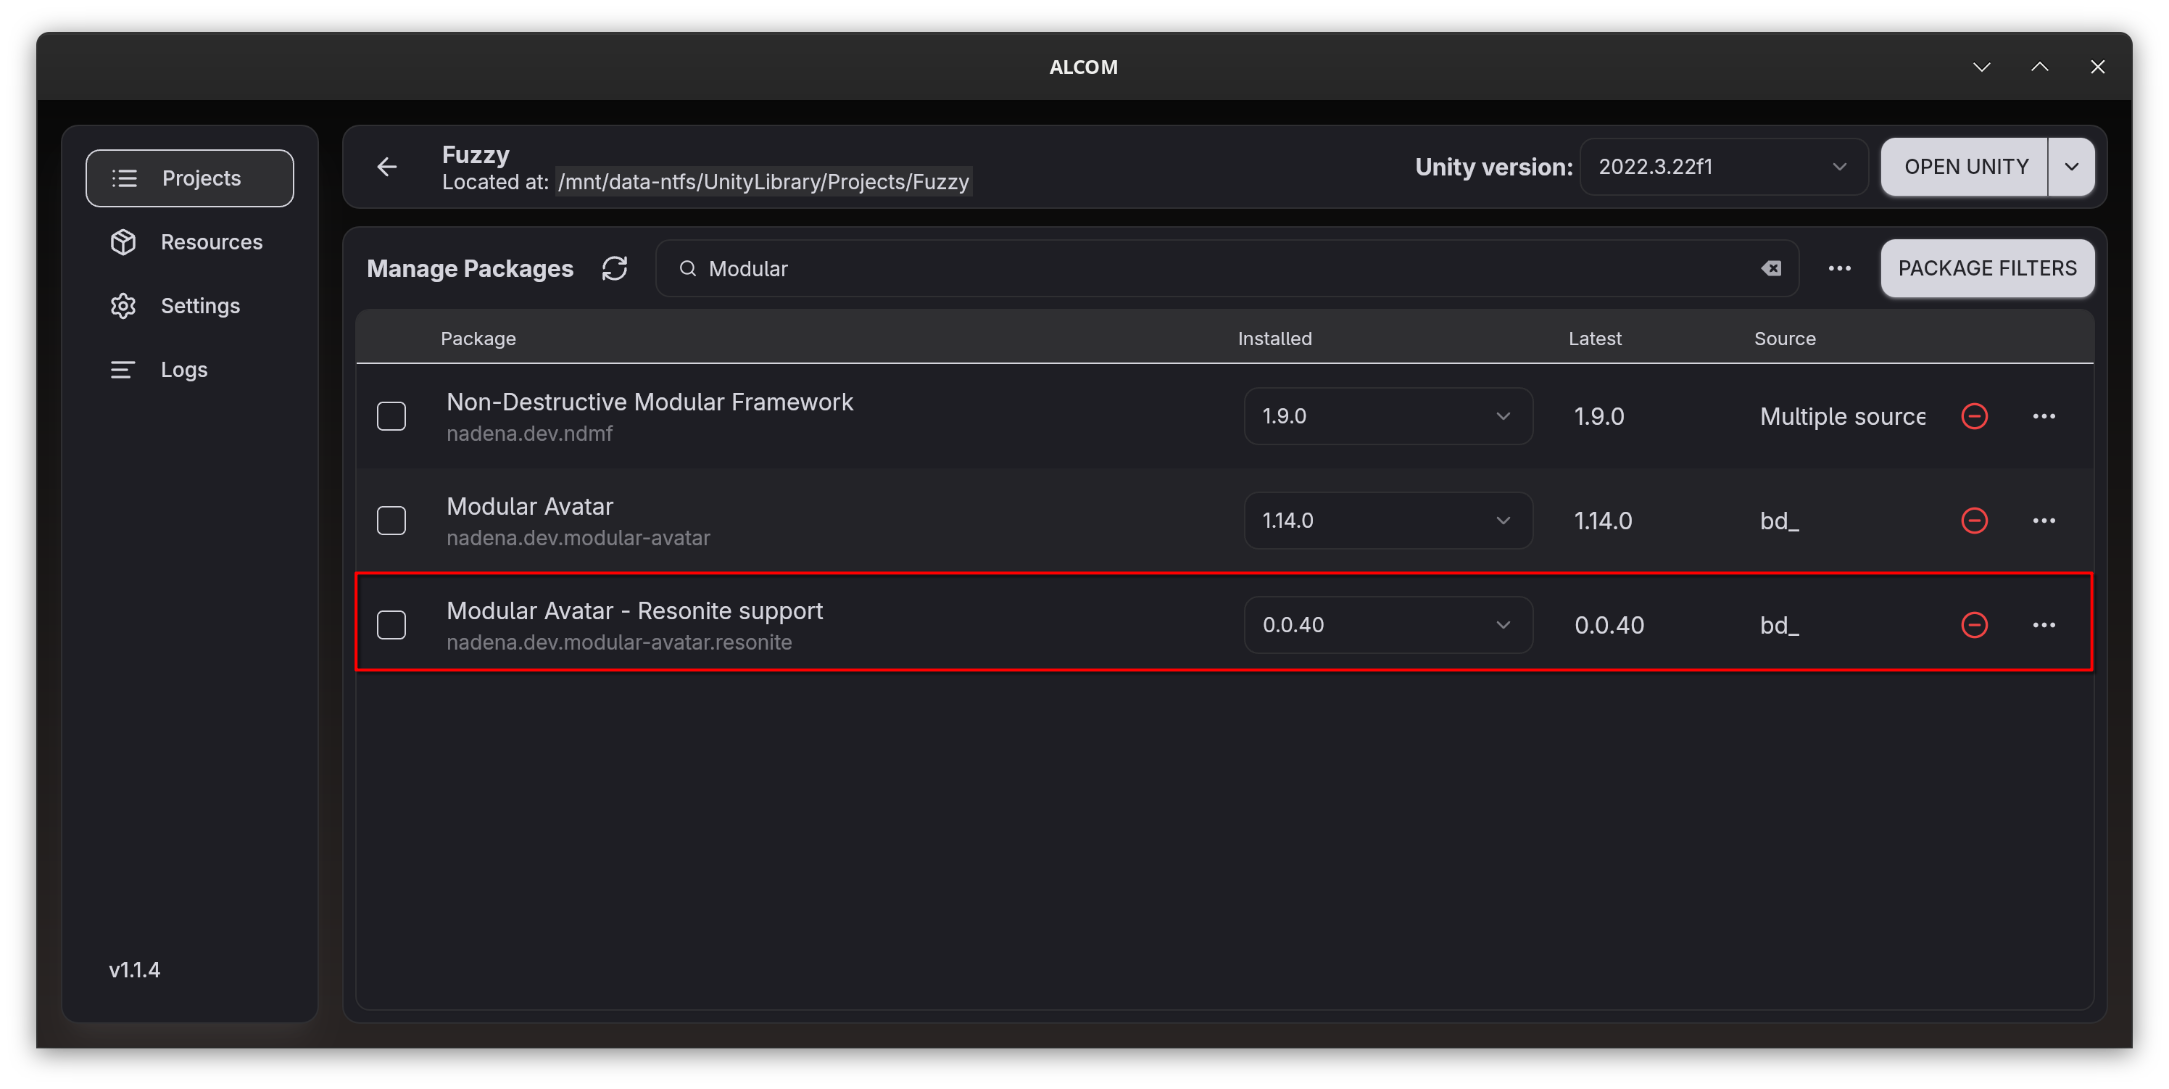 ALCOM
Projects
Resources
Settings
Logs
v1.1.4
Fuzzy
Located at: /mnt/data-ntfs/UnityLibrary/Projects/Fuzzy
Unity version: 2022.3.22f1
OPEN UNITY
Manage Packages
Modular
PACKAGE FILTERS
Package Installed Latest Source
Non-Destructive Modular Framework
nadena.dev.ndmf
1.9.0 1.9.0 Multiple source
Modular Avatar
nadena.dev.modular-avatar
1.14.0 1.14.0 bd_
Modular Avatar - Resonite support
nadena.dev.modular-avatar.resonite
0.0.40 0.0.40 bd_